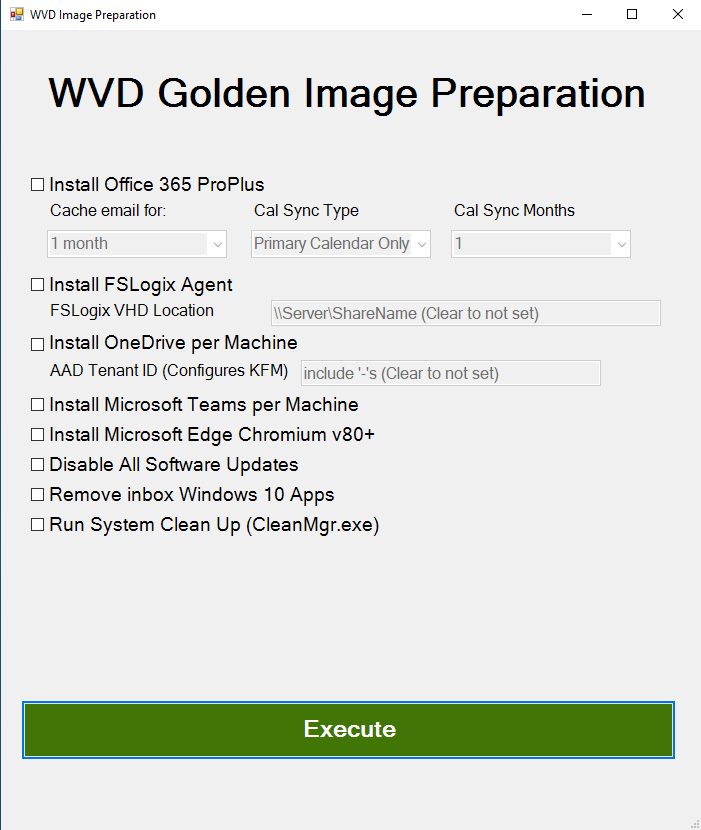 WVD Image Preparation
WVD Golden Image Preparation
Install Office 365 ProPlus
Cache email for: Cal Sync Type Cal Sync Months
1 month Primary Calendar Only 1
Install FSLogix Agent
FSLogix VHD Location \\Server\ShareName (Clear to not set)
Install OneDrive per Machine
AAD Tenant ID (Configures KFM) include '-'s (Clear to not set)
Install Microsoft Teams per Machine
Install Microsoft Edge Chromium v80+
Disable All Software Updates
Remove inbox Windows 10 Apps
Run System Clean Up (CleanMgr.exe)
Execute